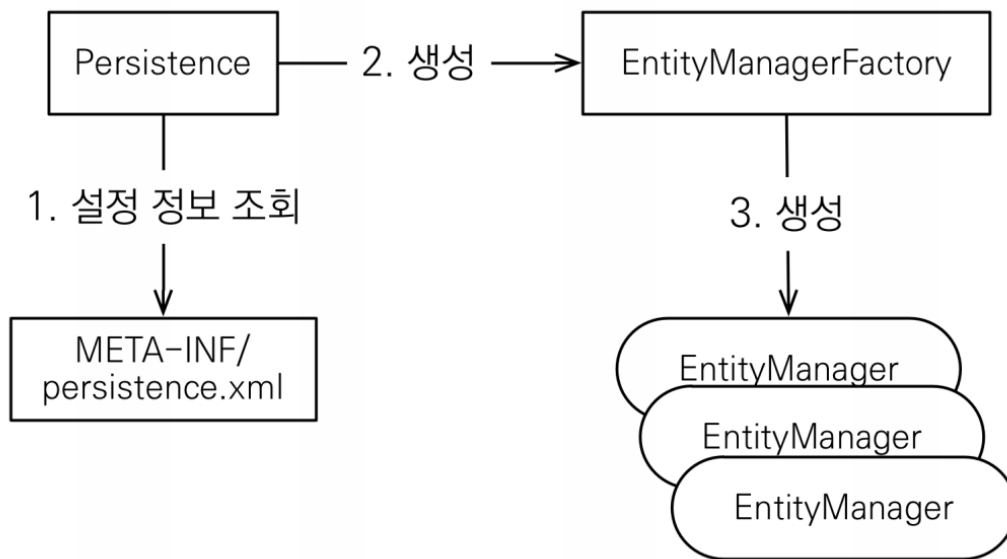 Persistence
2. 생성
EntityManagerFactory
1. 설정 정보 조회
3. 생성
META-INF/
persistence.xml
EntityManager
EntityManager
EntityManager